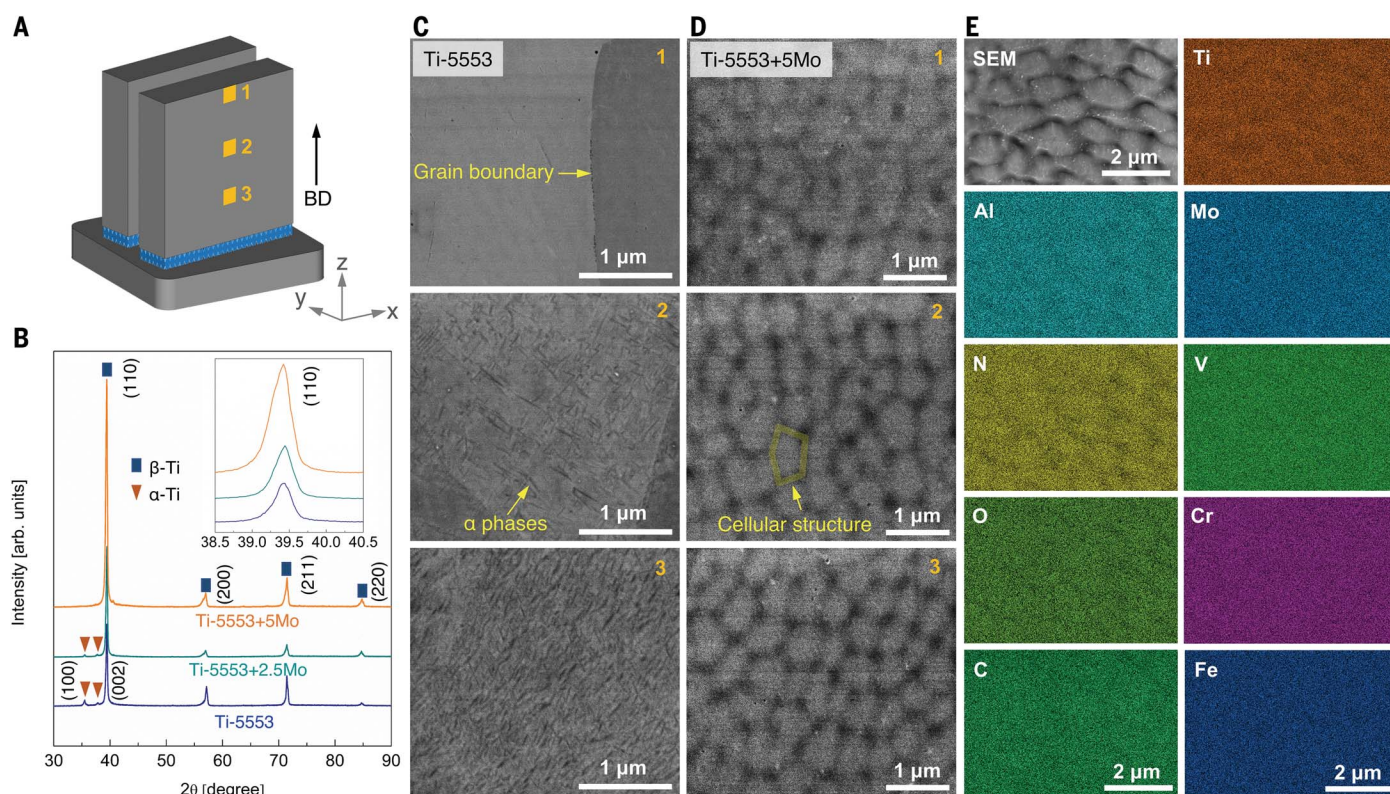 A
1
2
3
BD
z
y
x
B
(110)
(110)
β-Ti
α-Ti
38.5 39.0 39.5 40.0 40.5
(200)
(211)
(220)
Ti-5553+5Mo
Ti-5553+2.5Mo
(100)
(002)
Ti-5553
Intensity [arb. units]
30 40 50 60 70 80 90
2θ [degree]
C
Ti-5553
1
Grain boundary
1 µm
2
α phases
1 µm
3
1 µm
D
Ti-5553+5Mo
1
1 µm
2
Cellular structure
1 µm
3
1 µm
E
SEM
2 µm
Ti
Al
Mo
N
V
O
Cr
C
2 µm
Fe
2 µm